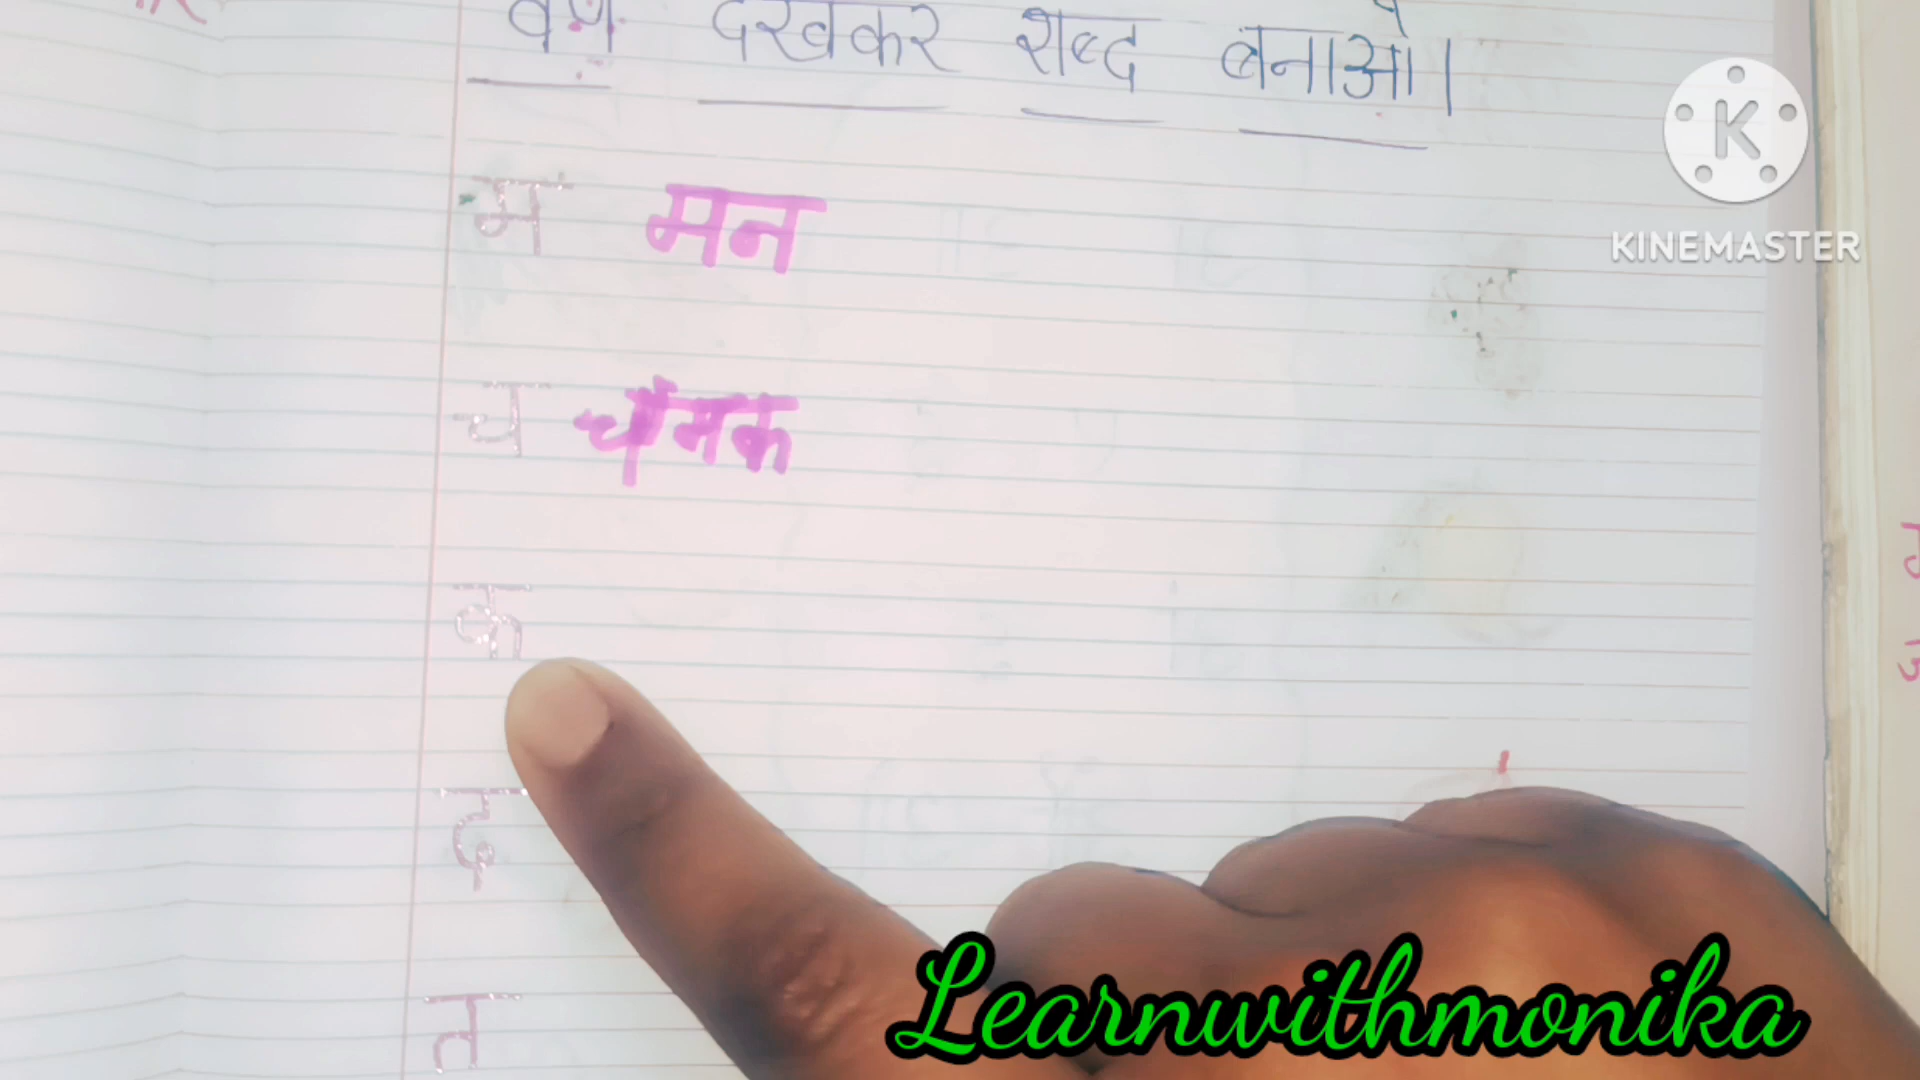 वर्ण देखकर शब्द बनाओ।
म मन
च चमक
क
द
त
KINEMASTER
Learnwithmonika